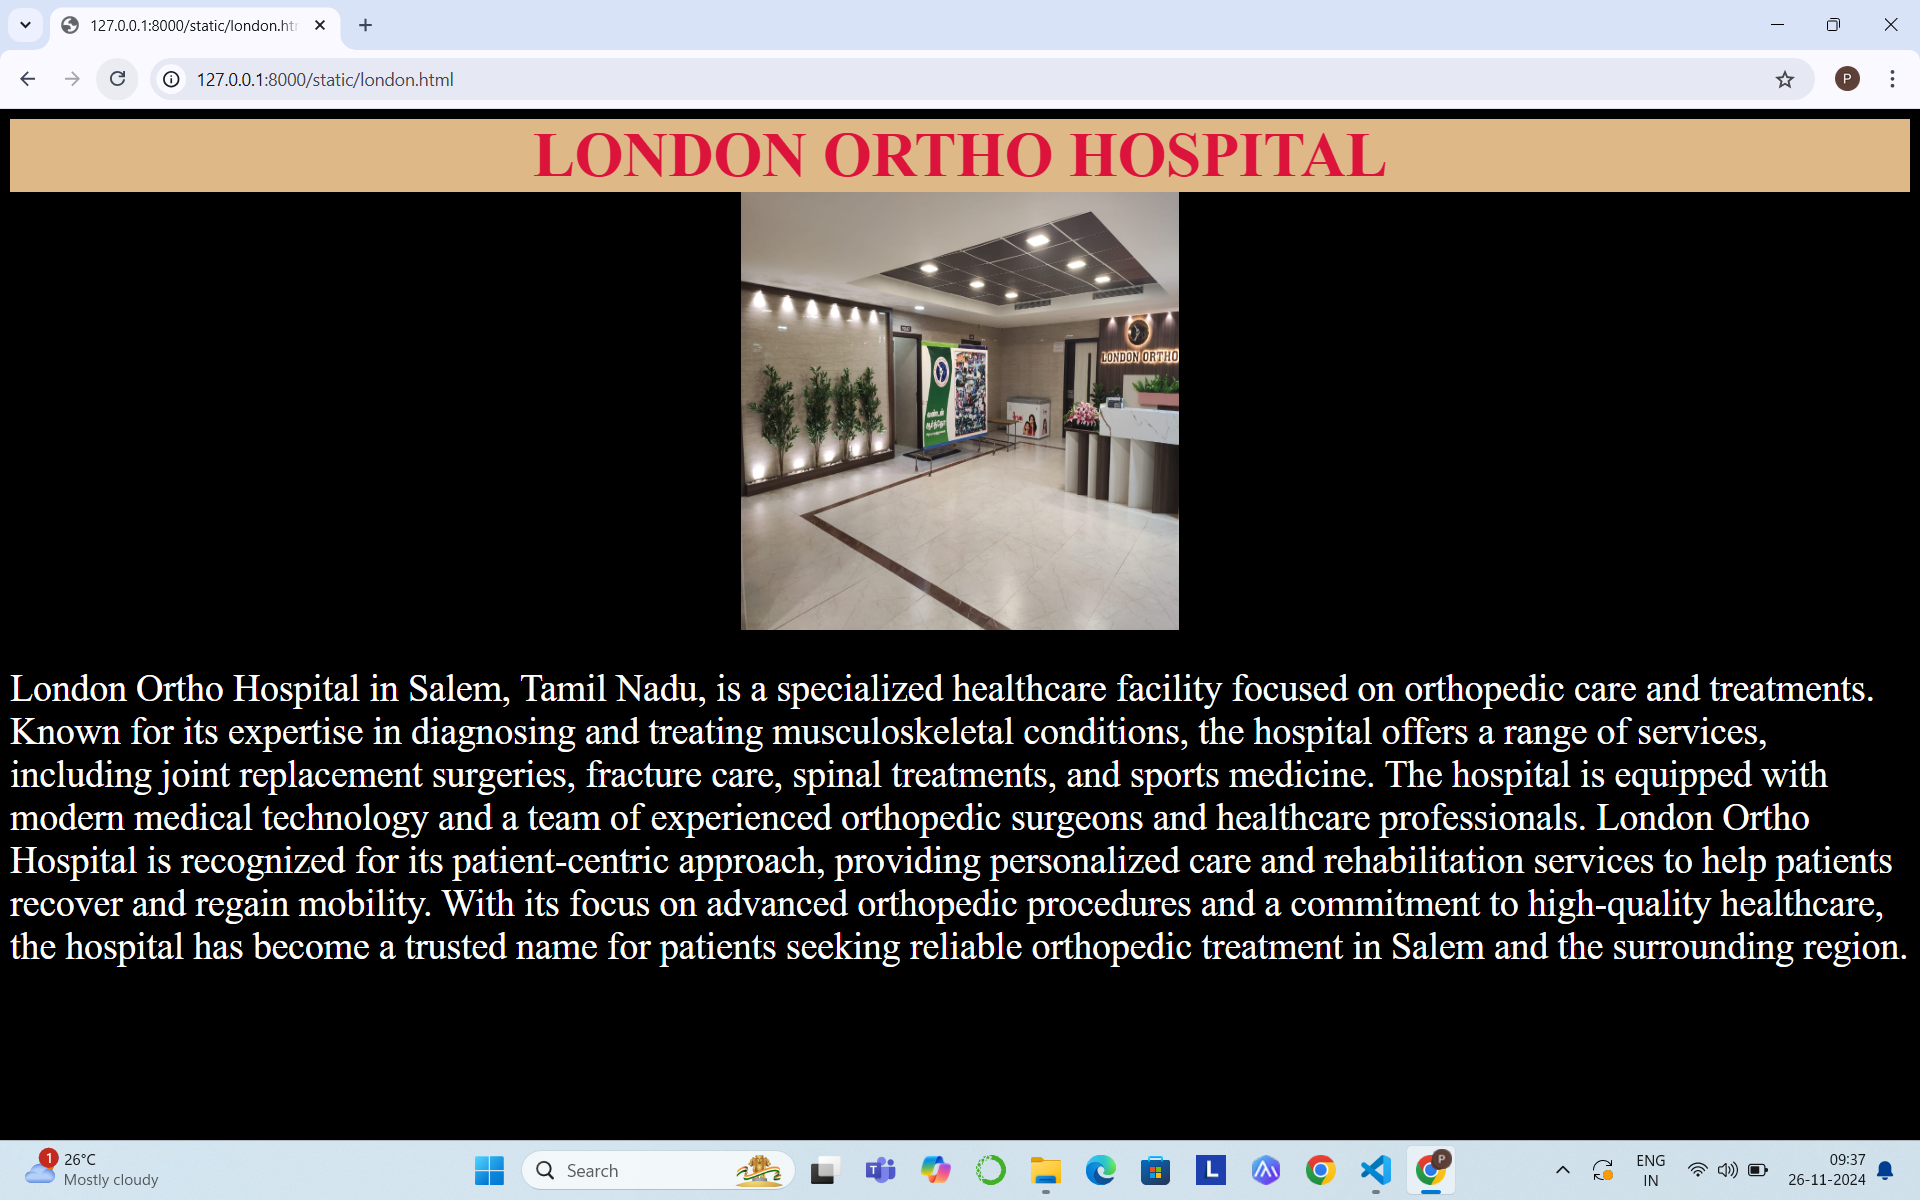 127.0.0.1:8000/static/london.htm
127.0.0.1:8000/static/london.html
P
LONDON ORTHO HOSPITAL
LONDON ORTHO
லண்டன்
London Ortho Hospital in Salem, Tamil Nadu, is a specialized healthcare facility focused on orthopedic care and treatments.
Known for its expertise in diagnosing and treating musculoskeletal conditions, the hospital offers a range of services,
including joint replacement surgeries, fracture care, spinal treatments, and sports medicine. The hospital is equipped with
modern medical technology and a team of experienced orthopedic surgeons and healthcare professionals. London Ortho
Hospital is recognized for its patient-centric approach, providing personalized care and rehabilitation services to help patients
recover and regain mobility. With its focus on advanced orthopedic procedures and a commitment to high-quality healthcare,
the hospital has become a trusted name for patients seeking reliable orthopedic treatment in Salem and the surrounding region.
1
26°C
Mostly cloudy
Search
L
P
ENG
IN
09:37
26-11-2024